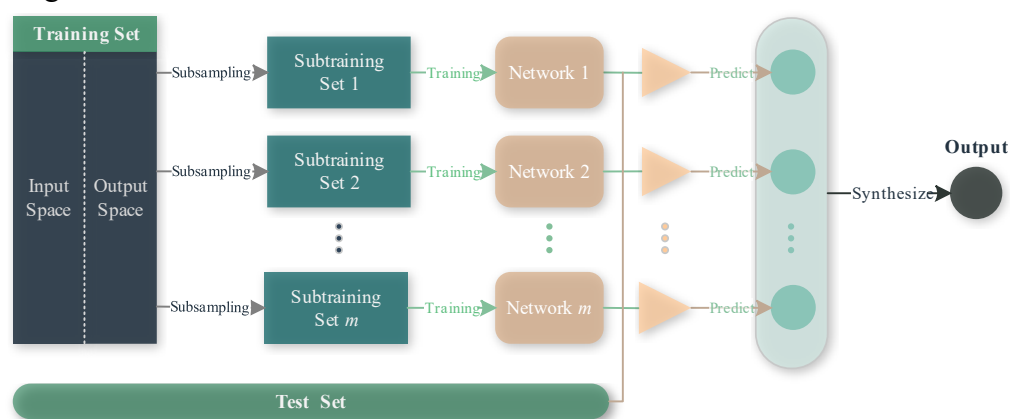 Training Set
Input
Space
Output
Space
Subsampling
Subtraining
Set 1
Training
Network 1
Predict
Subsampling
Subtraining
Set 2
Training
Network 2
Predict
Output
Synthesize
Subsampling
Subtraining
Set m
Training
Network m
Predict
Test Set